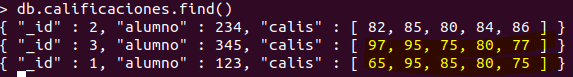 > db.calificaciones.find()
{ "_id" : 2, "alumno" : 234, "calis" : [ 82, 85, 80, 84, 86 ] }
{ "_id" : 3, "alumno" : 345, "calis" : [ 97, 95, 75, 80, 77 ] }
{ "_id" : 1, "alumno" : 123, "calis" : [ 65, 95, 85, 80, 75 ] }